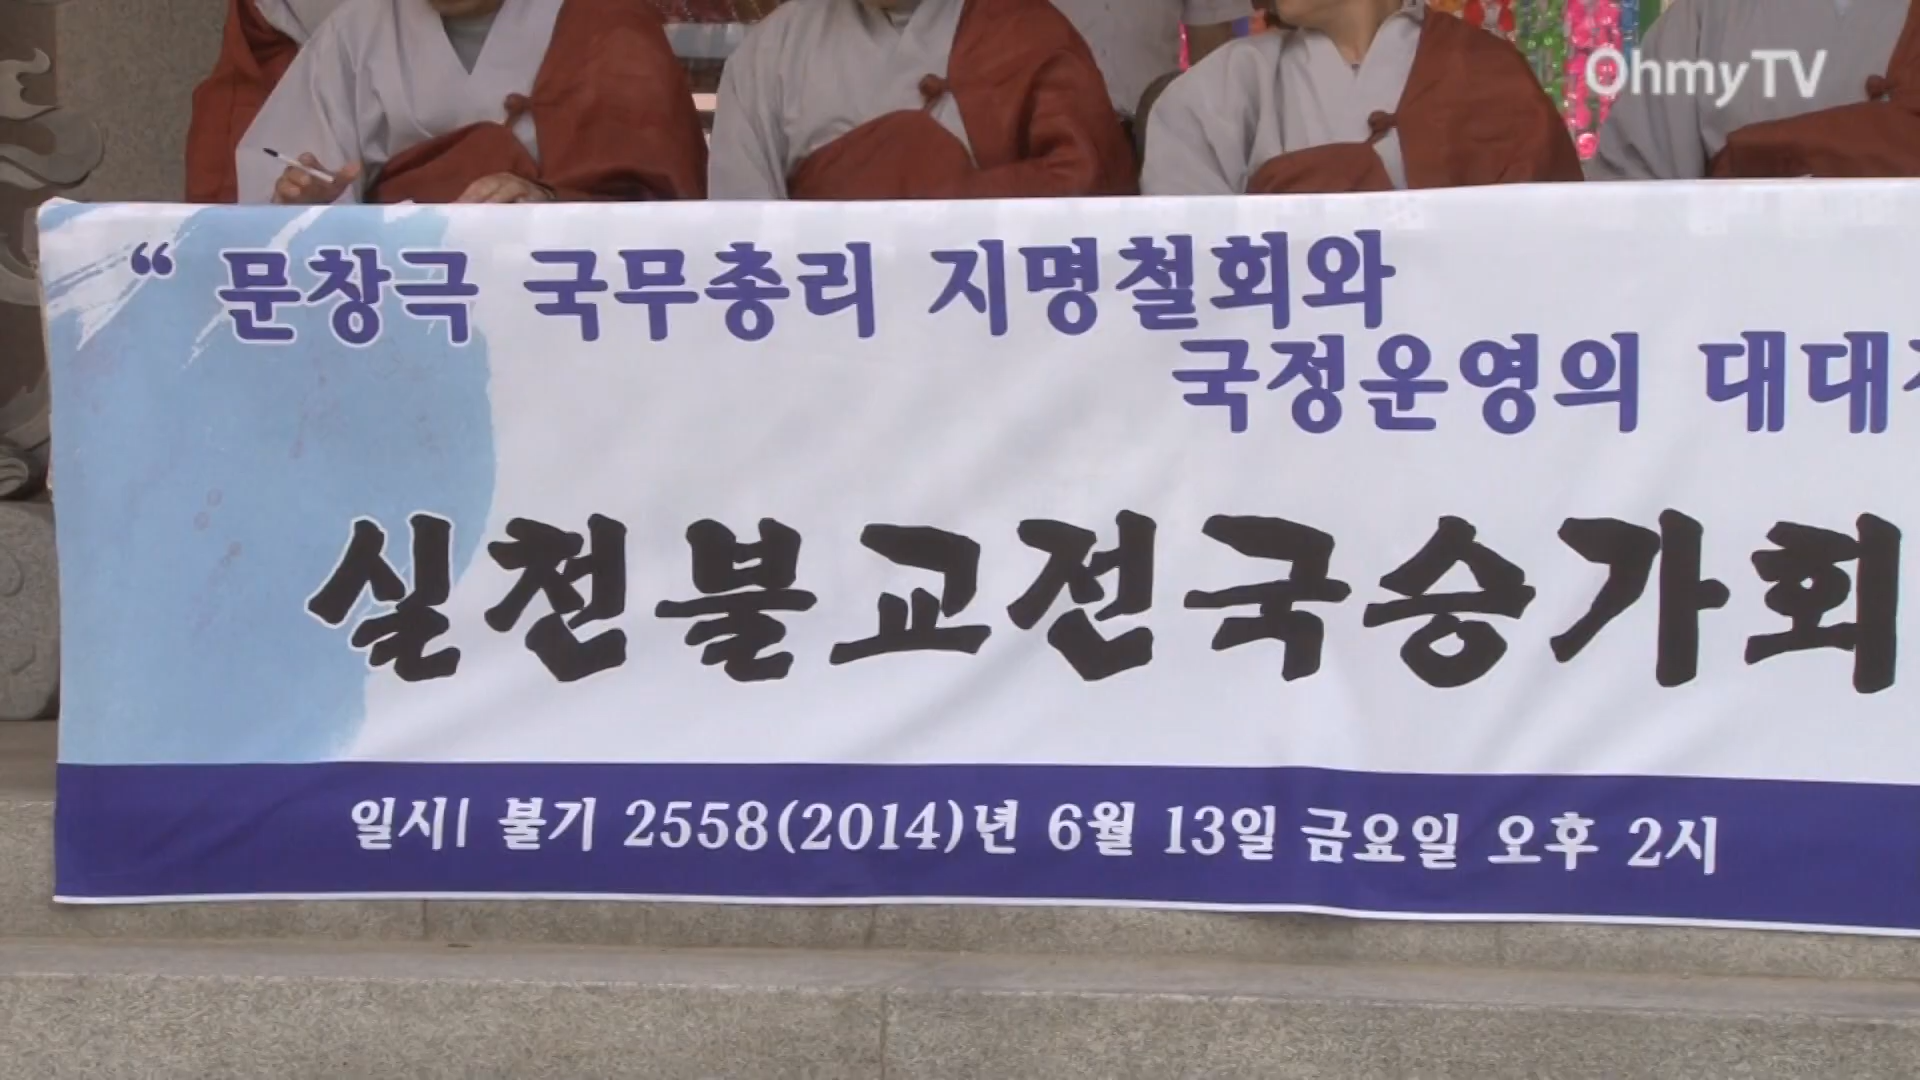 OhmyTV
“ 문창극 국무총리 지명철회와
국정운영의
실천불교전국승가회
일시| 불기 2558(2014)년 6월 13일 금요일 오후 2시